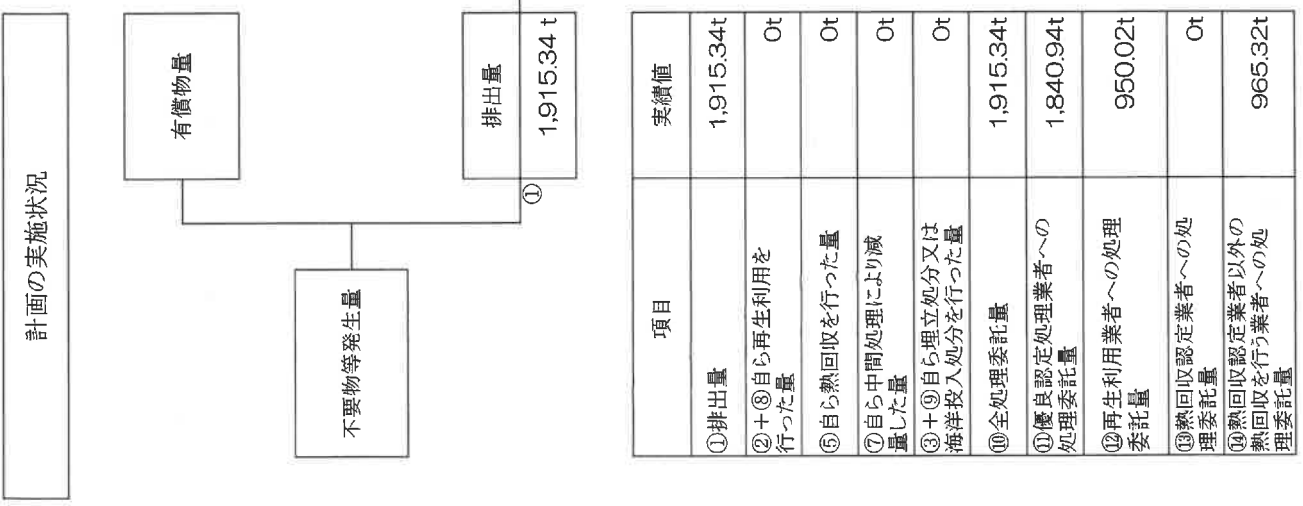 計画の実施状況
有償物量
不要物等発生量
排出量
①
1,915.34 t
項目
実績値
①排出量
1,915.34t
②+⑧自ら再生利用を
行った量
0t
⑤自ら熱回収を行った量
0t
⑦自ら中間処理により減
量した量
0t
③+⑨自ら埋立処分又は
海洋投入処分を行った量
0t
⑩全処理委託量
1,915.34t
⑪優良認定処理業者への
処理委託量
1,840.94t
⑫再生利用業者への処理
委託量
950.02t
⑬熱回収認定業者への処
理委託量
0t
⑭熱回収認定業者以外の
熱回収を行う業者への処
理委託量
965.32t